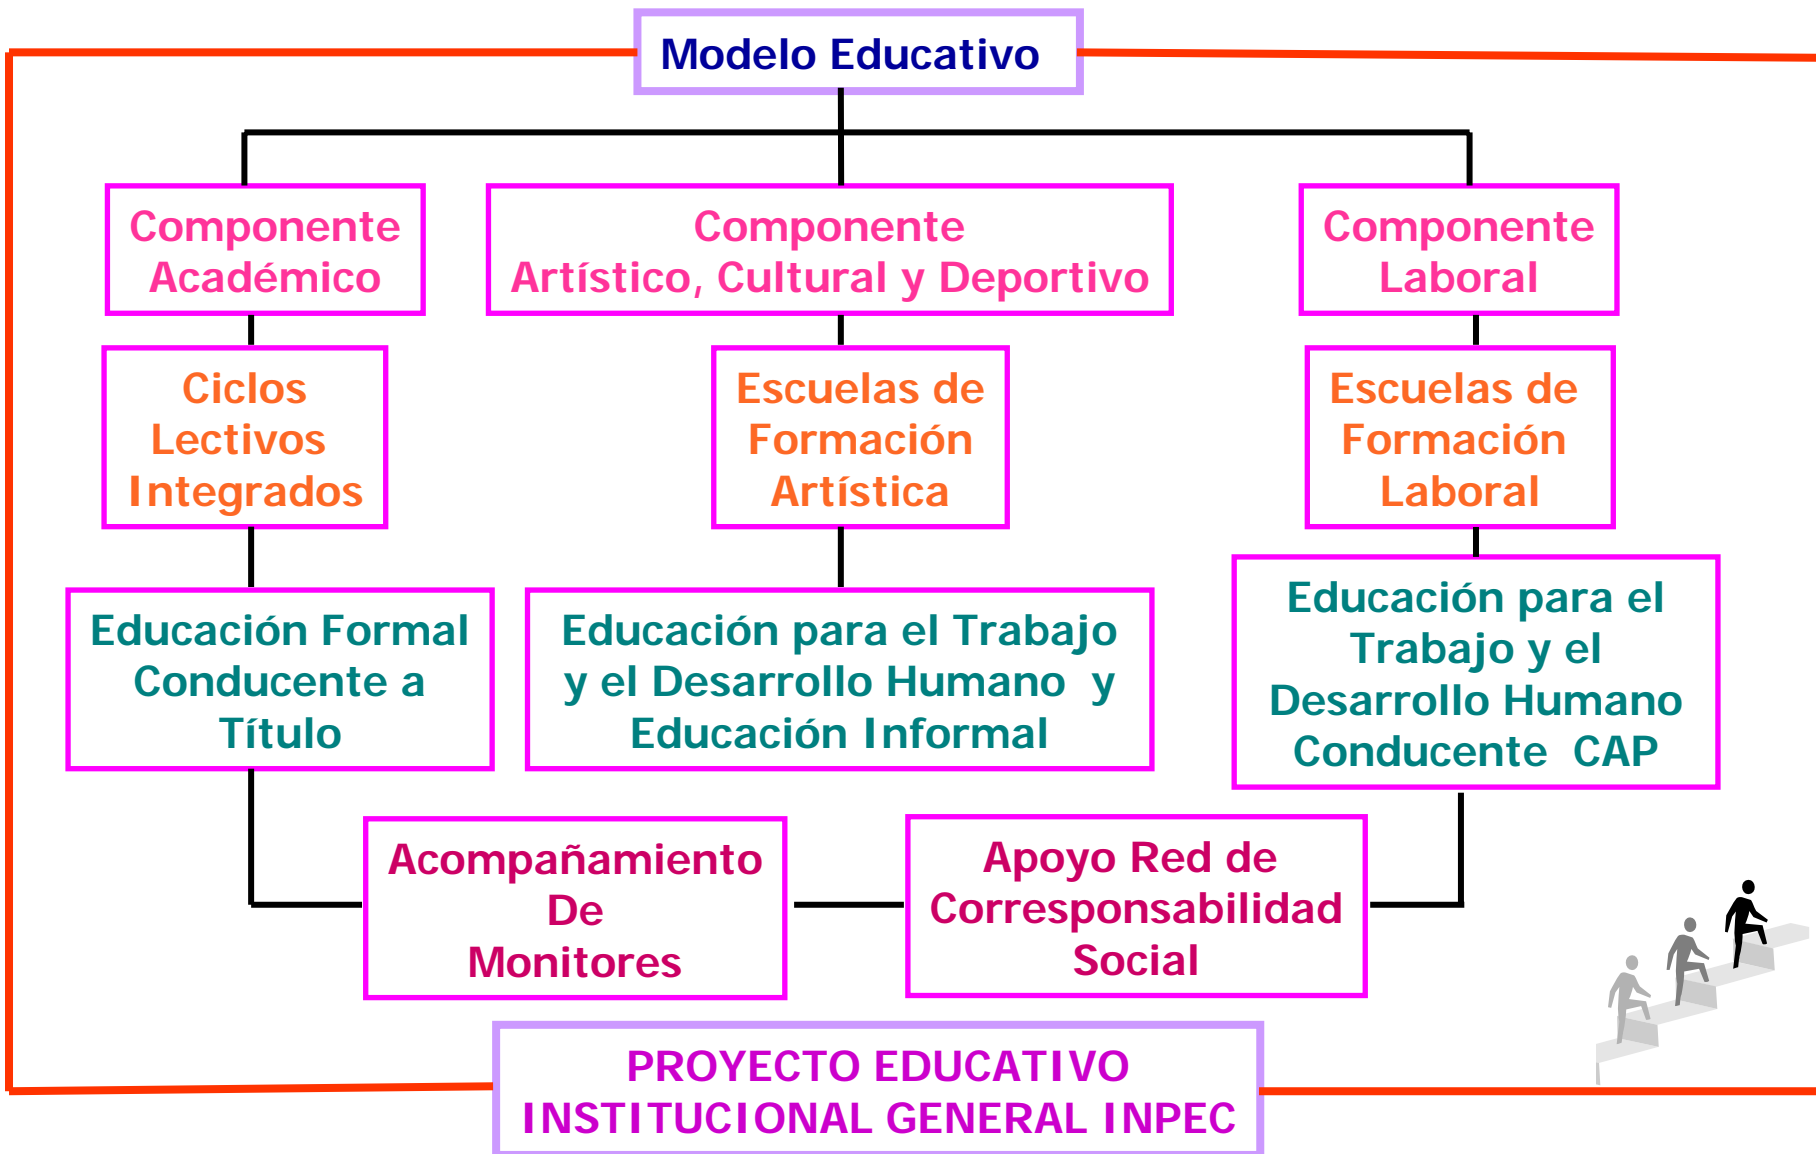 Modelo Educativo
Componente
Académico
Componente
Artístico, Cultural y Deportivo
Componente
Laboral
Ciclos
Lectivos
Integrados
Escuelas de
Formación
Artística
Escuelas de
Formación
Laboral
Educación Formal
Conducente a
Título
Educación para el Trabajo
y el Desarrollo Humano y
Educación Informal
Educación para el
Trabajo y el
Desarrollo Humano
Conducente CAP
Acompañamiento
De
Monitores
Apoyo Red de
Corresponsabilidad
Social
PROYECTO EDUCATIVO
INSTITUCIONAL GENERAL INPEC